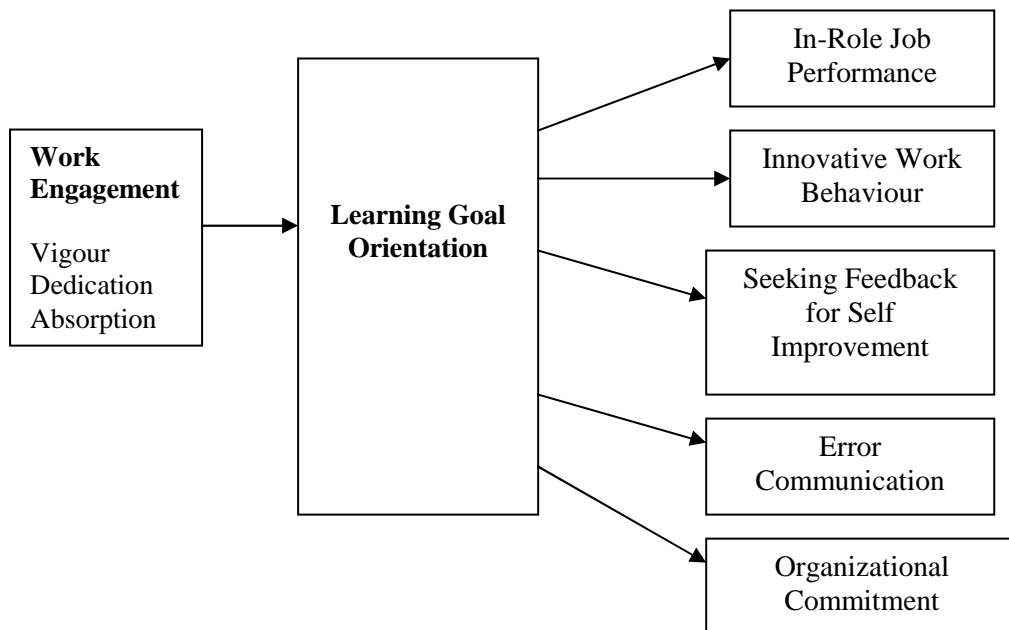 Work
Engagement
Vigour
Dedication
Absorption
Learning Goal
Orientation
In-Role Job
Performance
Innovative Work
Behaviour
Seeking Feedback
for Self
Improvement
Error
Communication
Organizational
Commitment